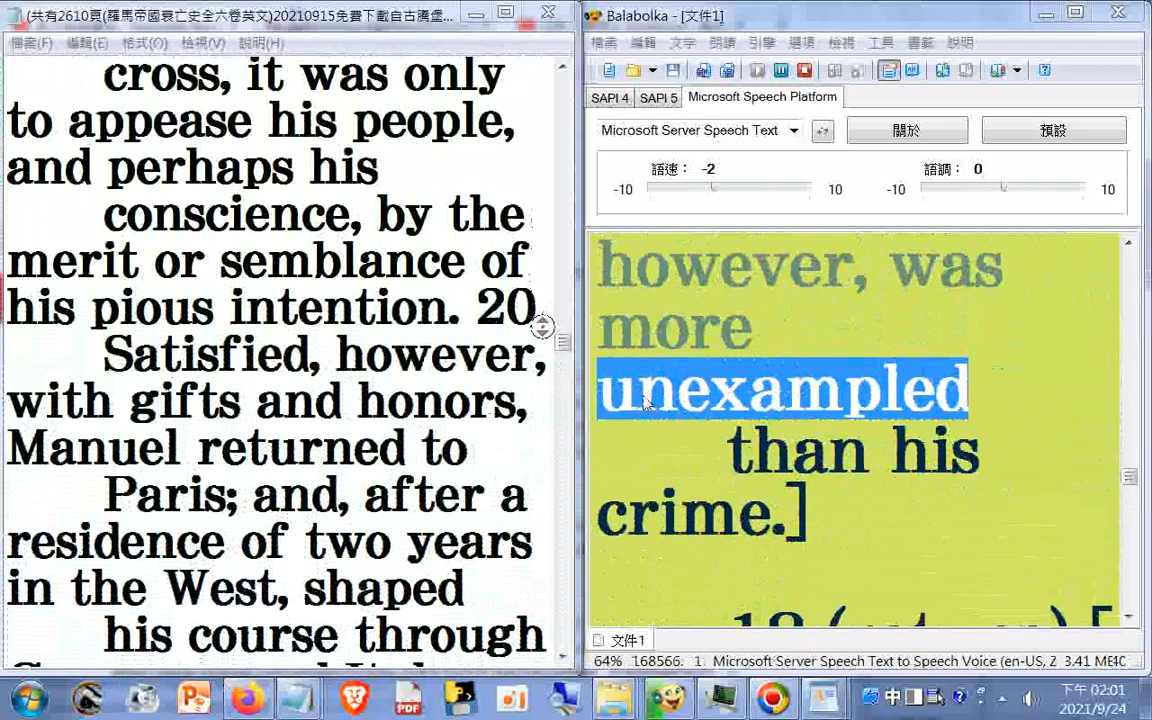 (共有2610頁(羅馬帝國衰亡史全六卷英文)20210915免費下載自古騰堡...
檔案(F) 編輯(E) 格式(O) 檢視(V) 說明(H)
cross, it was only
to appease his people,
and perhaps his
conscience, by the
merit or semblance of
his pious intention. 20
Satisfied, however,
with gifts and honors,
Manuel returned to
Paris; and, after a
residence of two years
in the West, shaped
his course through
Balabolka - [文件1]
檔案 編輯 文字 朗讀 引擎 選項 檢視 工具 書籤 說明
SAPI 4 SAPI 5 Microsoft Speech Platform
Microsoft Server Speech Text 關於 預設
語速： -2 語調： 0
-10 10 -10 10
however, was
more
unexampled
than his
crime.]
文件1
64% 168566. 1 Microsoft Server Speech Text to Speech Voice (en-US, Z 3.41 ME
中 下午 02:01
2021/9/24